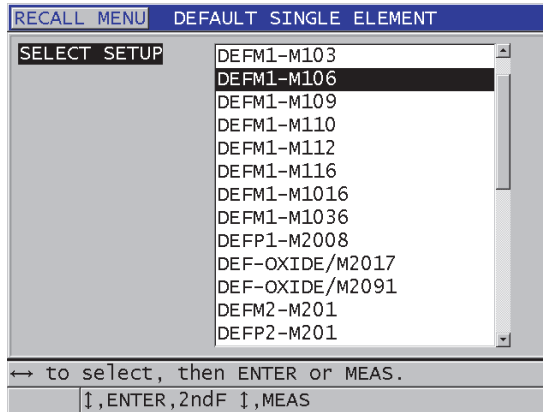 RECALL MENU DEFAULT SINGLE ELEMENT
SELECT SETUP
DEFM1-M103
DEFM1-M106
DEFM1-M109
DEFM1-M110
DEFM1-M112
DEFM1-M116
DEFM1-M1016
DEFM1-M1036
DEFP1-M2008
DEF-OXIDE/M2017
DEF-OXIDE/M2091
DEFM2-M201
DEFP2-M201
↔ to select, then ENTER or MEAS.
↕,ENTER,2ndF ↕,MEAS